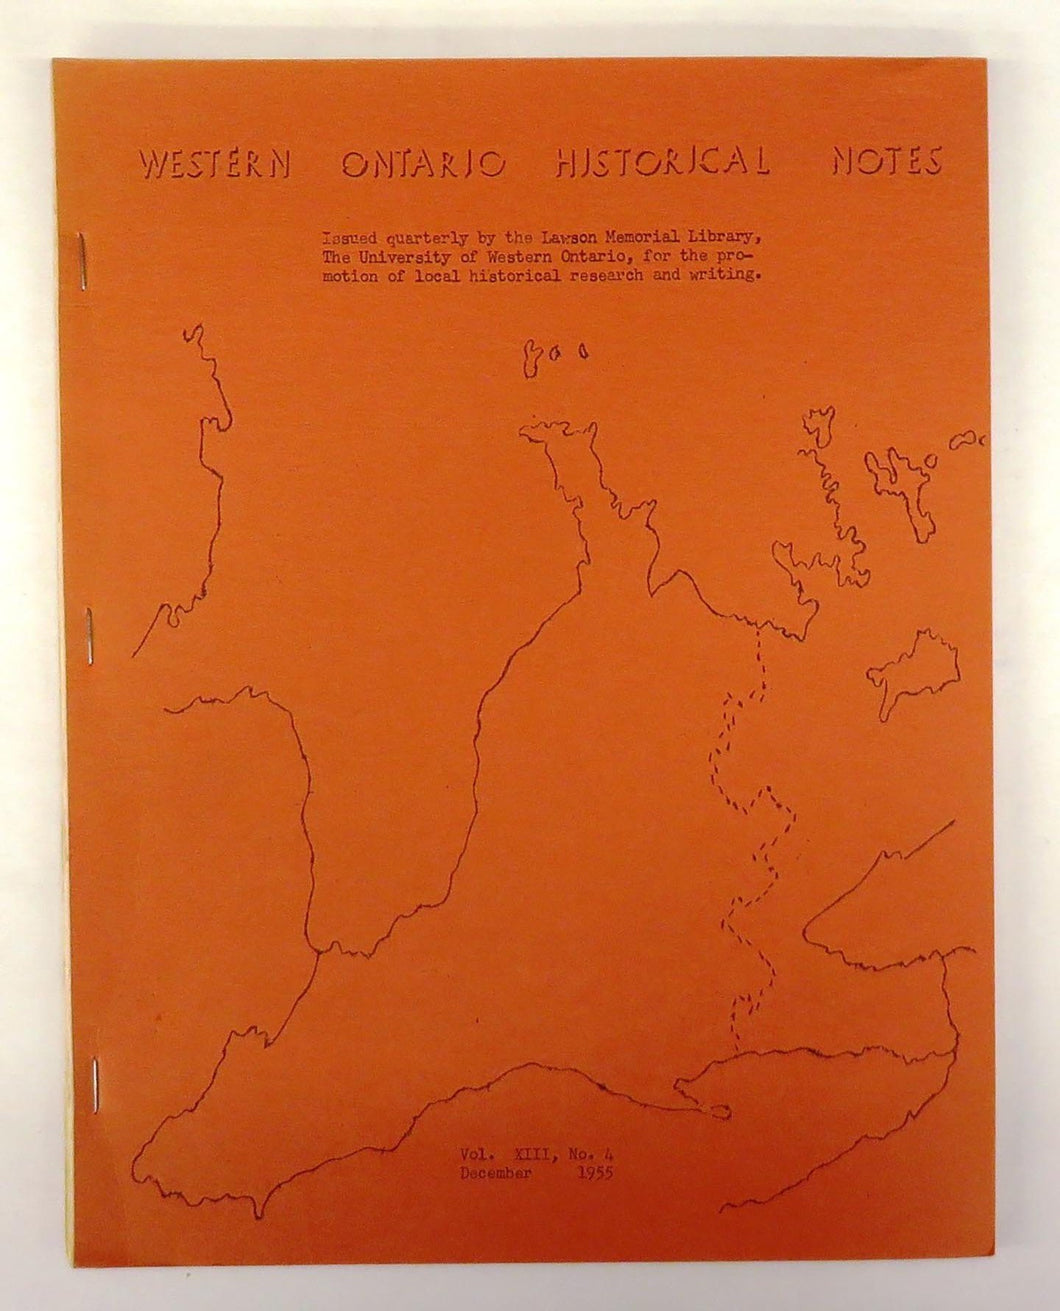 WESTERN ONTARIO HISTORICAL NOTES
Issued quarterly by the Lawson Memorial Library,
The University of Western Ontario, for the pro-
motion of local historical research and writing.
Vol. XIII, No. 4
December 1955